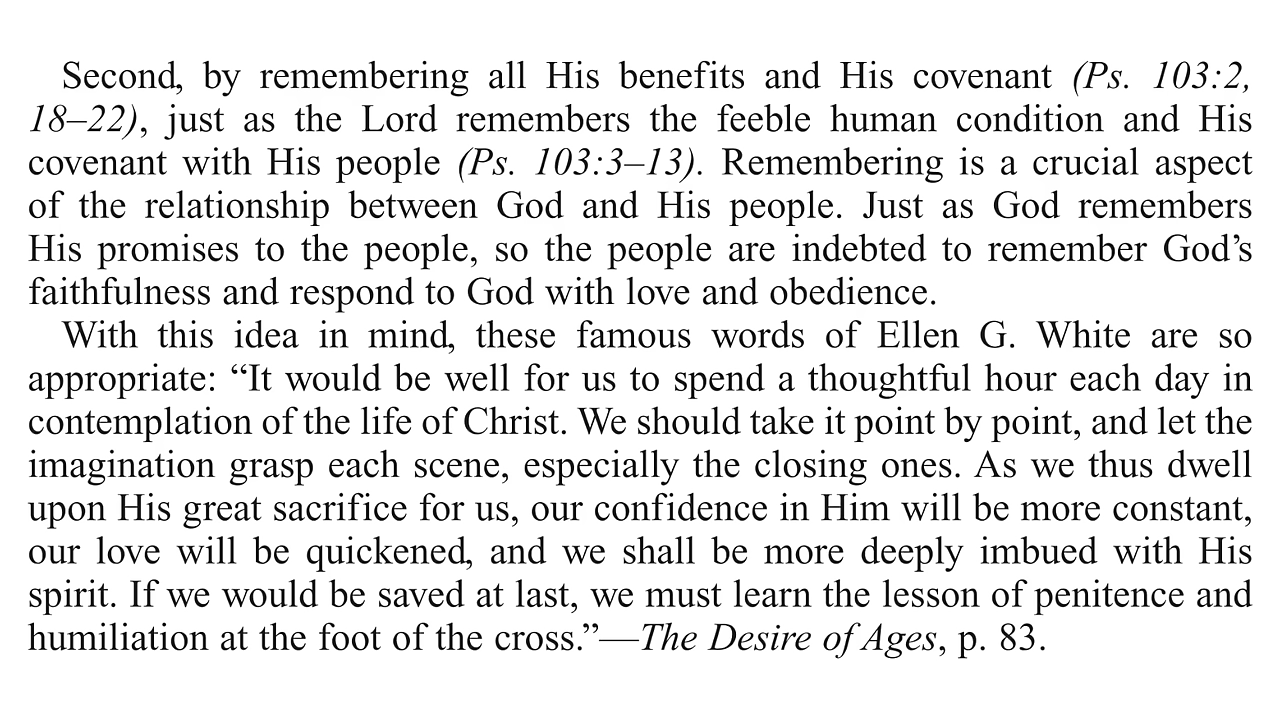 Second, by remembering all His benefits and His covenant (Ps. 103:2,
18–22), just as the Lord remembers the feeble human condition and His
covenant with His people (Ps. 103:3–13). Remembering is a crucial aspect
of the relationship between God and His people. Just as God remembers
His promises to the people, so the people are indebted to remember God’s
faithfulness and respond to God with love and obedience.
With this idea in mind, these famous words of Ellen G. White are so
appropriate: “It would be well for us to spend a thoughtful hour each day in
contemplation of the life of Christ. We should take it point by point, and let the
imagination grasp each scene, especially the closing ones. As we thus dwell
upon His great sacrifice for us, our confidence in Him will be more constant,
our love will be quickened, and we shall be more deeply imbued with His
spirit. If we would be saved at last, we must learn the lesson of penitence and
humiliation at the foot of the cross.”—The Desire of Ages, p. 83.